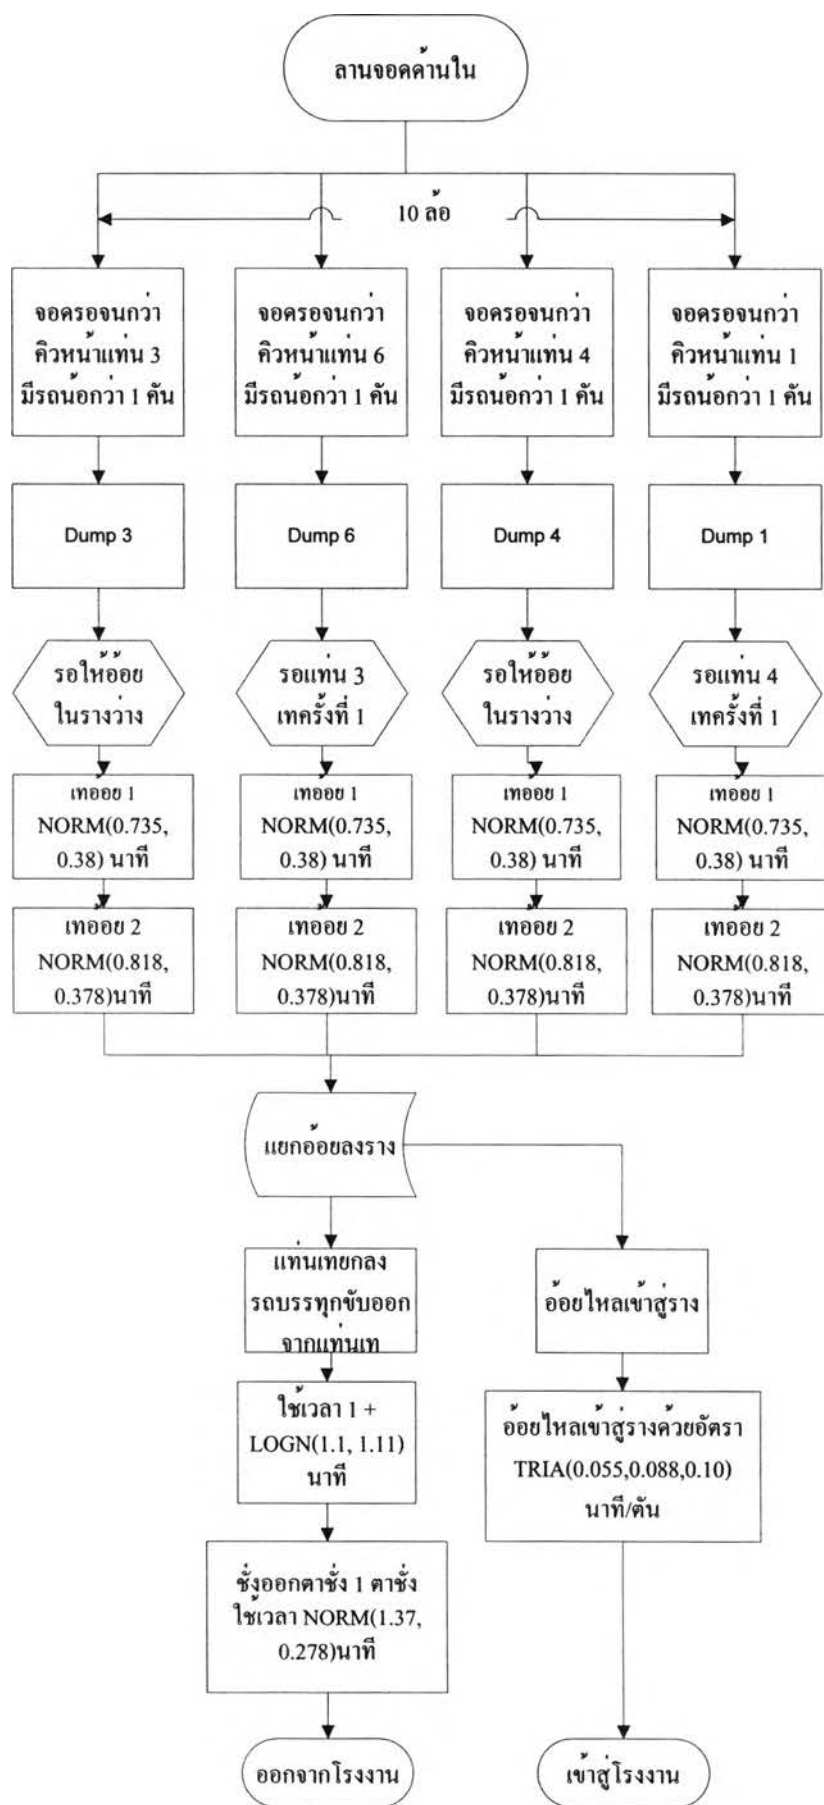 ลานจอดด้านใน
10 ล้อ
จอดรอจนกว่า
คิวหน้าแท่น 3
มีรถน้อกว่า 1 คัน
จอดรอจนกว่า
คิวหน้าแท่น 6
มีรถน้อกว่า 1 คัน
จอดรอจนกว่า
คิวหน้าแท่น 4
มีรถน้อกว่า 1 คัน
จอดรอจนกว่า
คิวหน้าแท่น 1
มีรถน้อกว่า 1 คัน
Dump 3
Dump 6
Dump 4
Dump 1
รอให้อ้อย
ในรางว่าง
รอแท่น 3
เทครั้งที่ 1
รอให้อ้อย
ในรางว่าง
รอแท่น 4
เทครั้งที่ 1
เทออย 1
NORM(0.735,
0.38) นาที
เทออย 1
NORM(0.735,
0.38) นาที
เทออย 1
NORM(0.735,
0.38) นาที
เทออย 1
NORM(0.735,
0.38) นาที
เทออย 2
NORM(0.818,
0.378)นาที
เทออย 2
NORM(0.818,
0.378)นาที
เทออย 2
NORM(0.818,
0.378)นาที
เทออย 2
NORM(0.818,
0.378)นาที
แยกอ้อยลงราง
แท่นเทยกลง
รถบรรทุกขับออก
จากแท่นเท
อ้อยไหลเข้าสู่ราง
ใช้เวลา 1 +
LOGN(1.1, 1.11)
นาที
อ้อยไหลเข้าสู่รางด้วยอัตรา
TRIA(0.055,0.088,0.10)
นาที/ตัน
ชั่งออกตาชั่ง 1 ตาชั่ง
ใช้เวลา NORM(1.37,
0.278)นาที
ออกจากโรงงาน
เข้าสู่โรงงาน